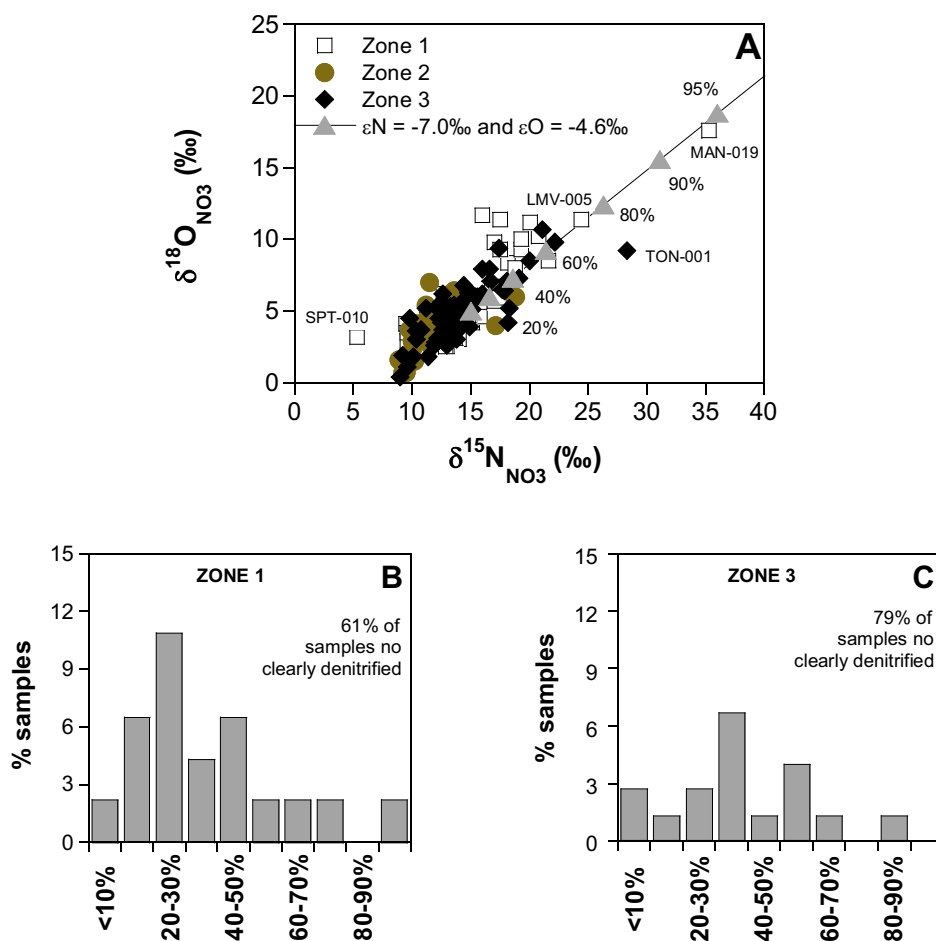 25
20
15
10
5
0
δ18O NO3 (‰)
A
Zone 1
Zone 2
Zone 3
εN = -7.0‰ and εO = -4.6‰
95%
MAN-019
90%
LMV-005
80%
TON-001
60%
40%
20%
SPT-010
0 5 10 15 20 25 30 35 40
δ15N NO3 (‰)
15
12
9
6
3
0
% samples
ZONE 1
B
61% of
samples no
clearly denitrified
<10%
20-30%
40-50%
60-70%
80-90%
15
12
9
6
3
0
% samples
ZONE 3
C
79% of
samples no
clearly denitrified
<10%
20-30%
40-50%
60-70%
80-90%